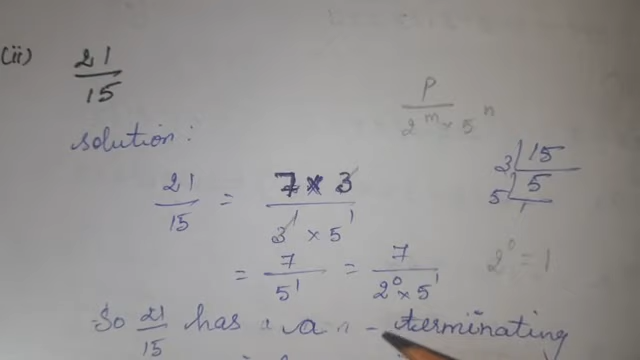 (ii) 21/15
p / 2^m × 5^n
Solution:
3 | 15
5 | 5
1
21/15 = 7 × 3 / 3^1 × 5^1
= 7 / 5^1 = 7 / 2^0 × 5^1
2^0 = 1
So 21/15 has a - terminating